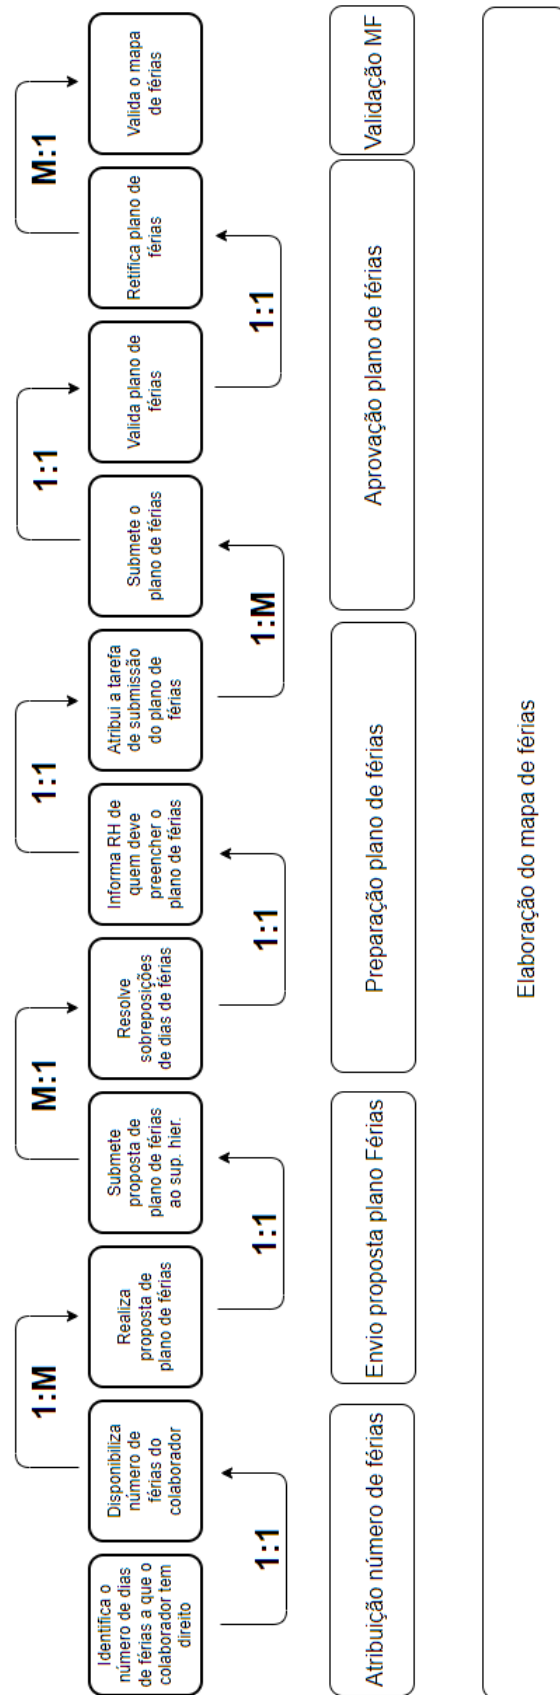 M:1
1:1
1:1
M:1
1:M
Identifica o
número de dias
de férias a que o
colaborador tem
direito
Disponibiliza
número de
férias do
colaborador
Realiza
proposta de
plano de férias
Submete
proposta de
plano de férias
ao sup. hier.
Resolve
sobreposições
de dias de férias
Informa RH de
quem deve
preencher o
plano de férias
Atribui a tarefa
de submissão
do plano de
férias
Submete o
plano de férias
Valida plano de
férias
Retifica plano de
férias
Valida o mapa
de férias
1:1
1:1
1:1
1:M
1:1
Atribuição número de férias
Envio proposta plano Férias
Preparação plano de férias
Aprovação plano de férias
Validação MF
Elaboração do mapa de férias